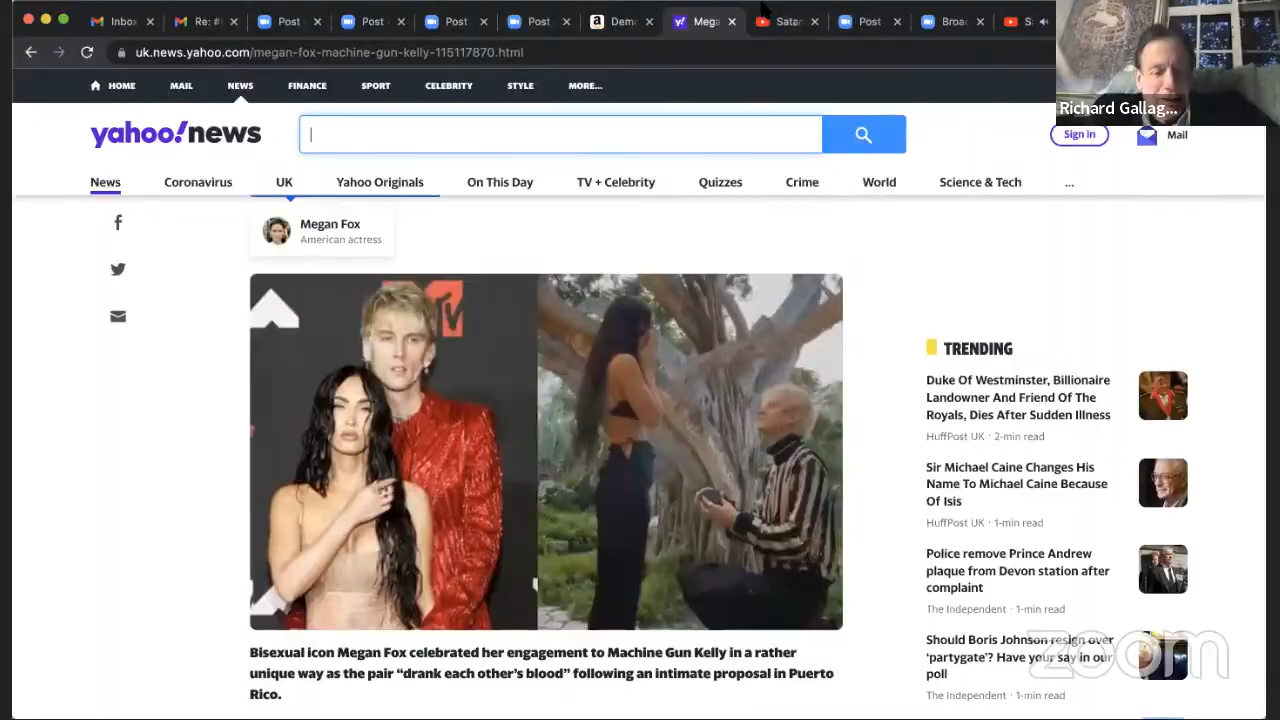 Inbox
Re: #
Post
Post
Post
Post
Demo
Mega
Satan
Post
Broad
uk.news.yahoo.com/megan-fox-machine-gun-kelly-115117870.html
Richard Gallag...
HOME MAIL NEWS FINANCE SPORT CELEBRITY STYLE MORE...
yahoo!news
Sign in
Mail
News Coronavirus UK Yahoo Originals On This Day TV + Celebrity Quizzes Crime World Science & Tech ...
Megan Fox
American actress
TV
Bisexual icon Megan Fox celebrated her engagement to Machine Gun Kelly in a rather
unique way as the pair “drank each other’s blood” following an intimate proposal in Puerto
Rico.
TRENDING
Duke Of Westminster, Billionaire
Landowner And Friend Of The
Royals, Dies After Sudden Illness
HuffPost UK · 2-min read
Sir Michael Caine Changes His
Name To Michael Caine Because
Of Isis
HuffPost UK · 1-min read
Police remove Prince Andrew
plaque from Devon station after
complaint
The Independent · 1-min read
Should Boris Johnson resign over
‘partygate’? Have your say in our
poll
The Independent · 1-min read
zoom